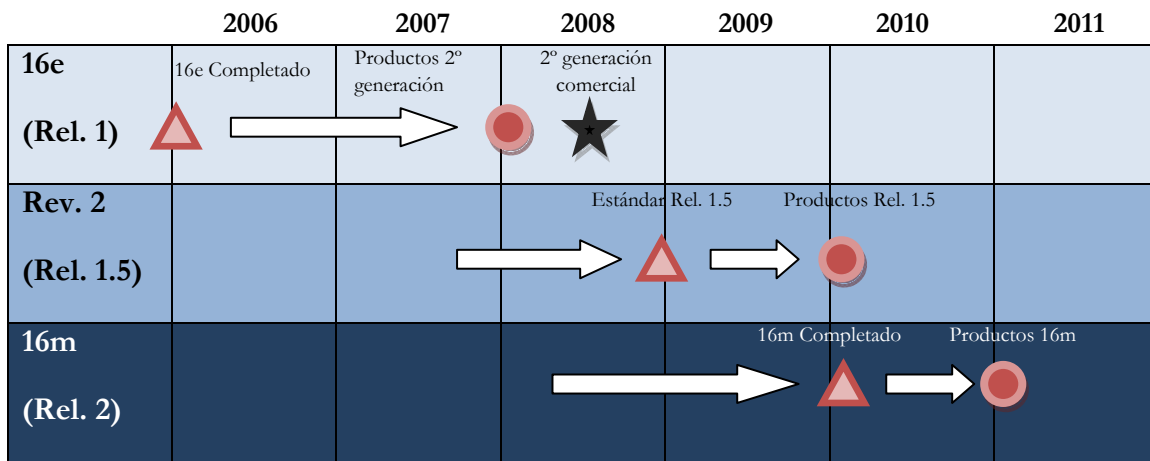 2006 2007 2008 2009 2010 2011
16e
(Rel. 1)
16e Completado
Productos 2º
generación
2º generación
comercial
Rev. 2
(Rel. 1.5)
Estándar Rel. 1.5
Productos Rel. 1.5
16m
(Rel. 2)
16m Completado
Productos 16m